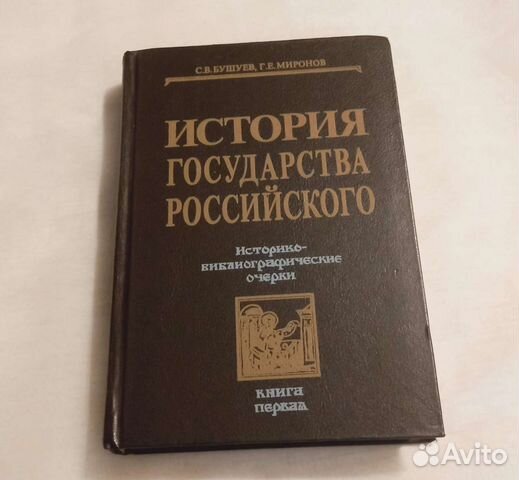 С.В.БУШУЕВ, Г.Е.МИРОНОВ
ИСТОРИЯ
ГОСУДАРСТВА
РОССИЙСКОГО
Историко-
библиографические
очерки
книга
первая
Avito